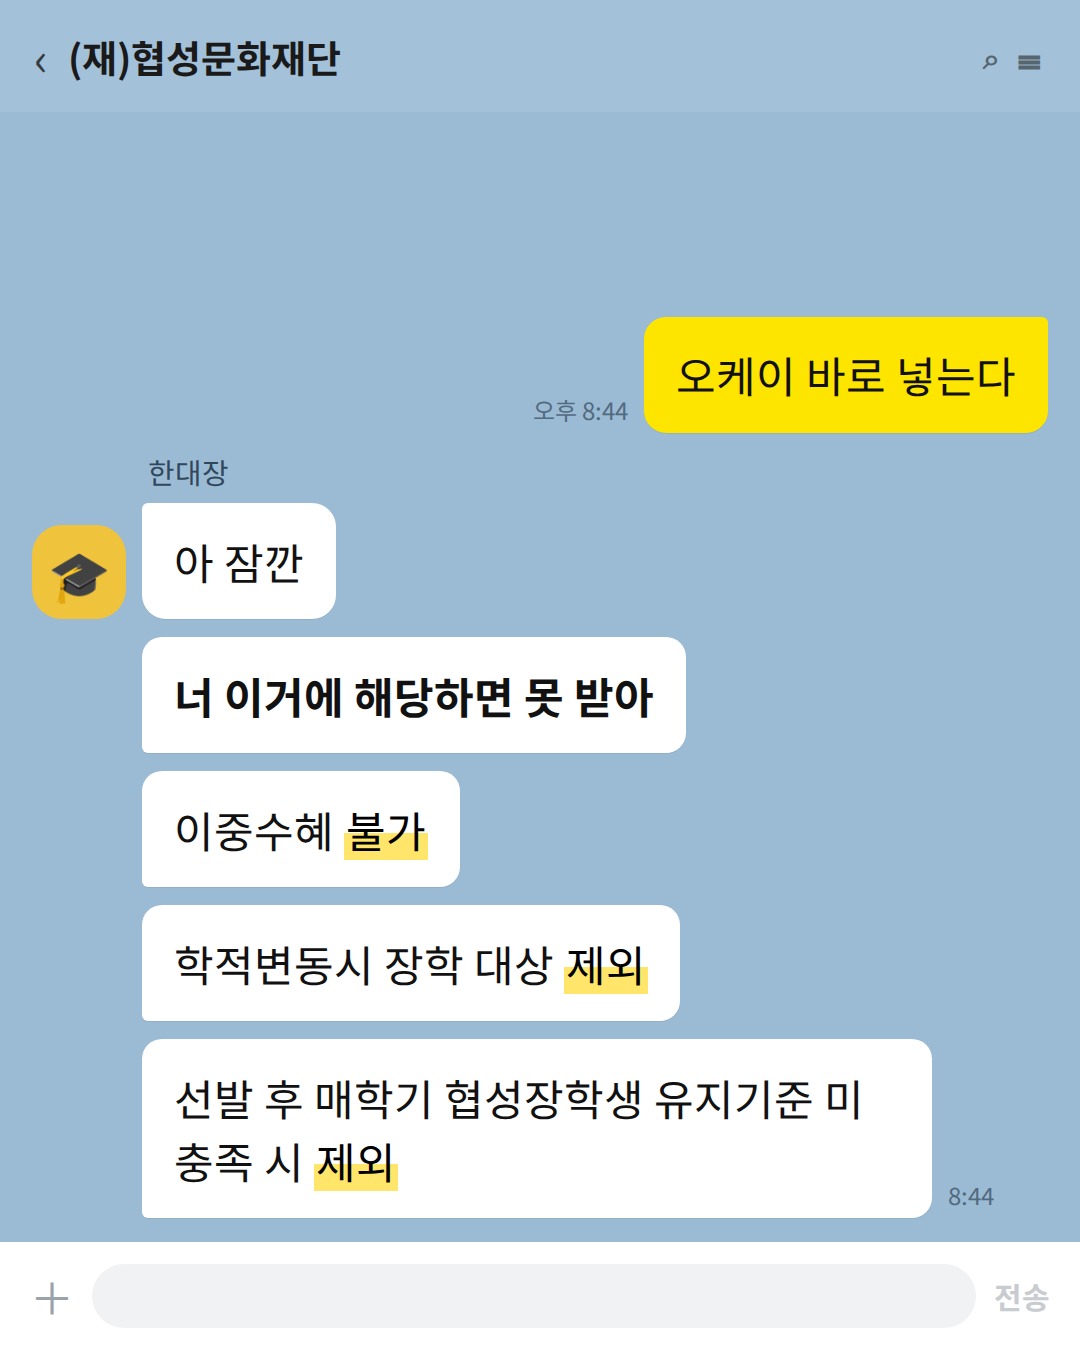 (재)협성문화재단
오케이 바로 넣는다
오후 8:44
한대장
아 잠깐
너 이거에 해당하면 못 받아
이중수혜 불가
학적변동시 장학 대상 제외
선발 후 매학기 협성장학생 유지기준 미
충족 시 제외
8:44
전송